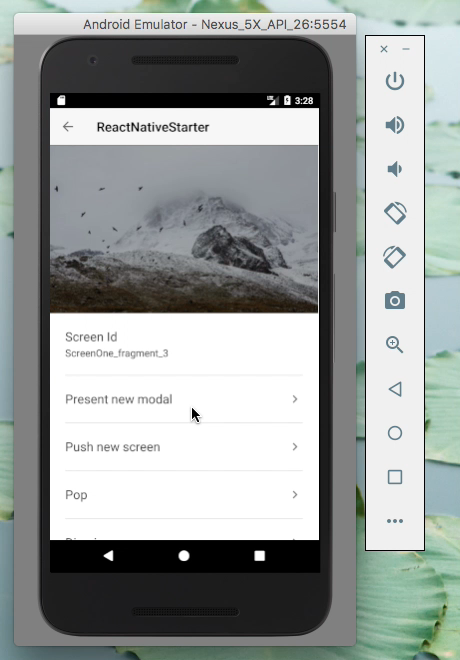 Android Emulator - Nexus_5X_API_26:5554
3:28
ReactNativeStarter
Screen Id
ScreenOne_fragment_3
Present new modal
Push new screen
Pop